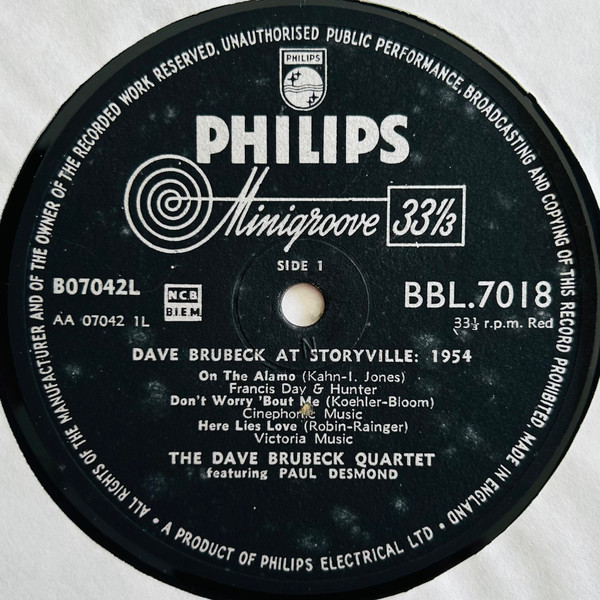 ALL RIGHTS OF THE MANUFACTURER AND OF THE OWNER OF THE RECORDED WORK RESERVED. UNAUTHORISED PUBLIC PERFORMANCE, BROADCASTING AND COPYING OF THIS RECORD PROHIBITED. MADE IN ENGLAND
PHILIPS
PHILIPS
Minigroove 33⅓
SIDE 1
B07042L
N.C.B.
B.I.E.M.
BBL.7018
AA 07042 1L
33⅓ r.p.m. Red
DAVE BRUBECK AT STORYVILLE: 1954
On The Alamo (Kahn-I. Jones)
Francis Day & Hunter
Don't Worry 'Bout Me (Koehler-Bloom)
Cinephonic Music
Here Lies Love (Robin-Rainger)
Victoria Music
THE DAVE BRUBECK QUARTET
featuring PAUL DESMOND
• A PRODUCT OF PHILIPS ELECTRICAL LTD •